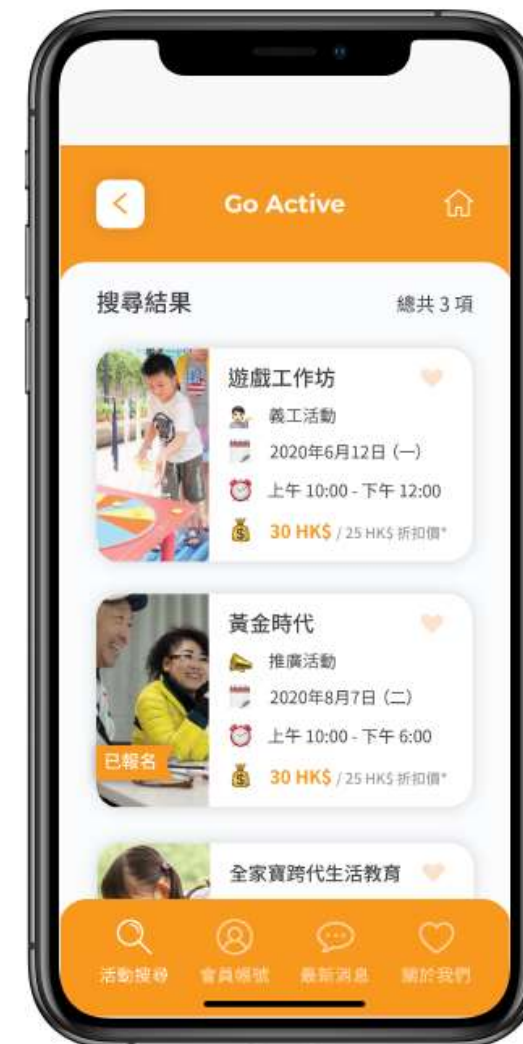 Go Active
搜尋結果
總共 3 項
遊戲工作坊
義工活動
2020年6月12日 (一)
上午 10:00 - 下午 12:00
30 HK$ / 25 HK$ 折扣價*
黃金時代
推廣活動
2020年8月7日 (二)
上午 10:00 - 下午 6:00
30 HK$ / 25 HK$ 折扣價*
已報名
全家寶跨代生活教育
活動搜尋
會員帳號
最新消息
關於我們